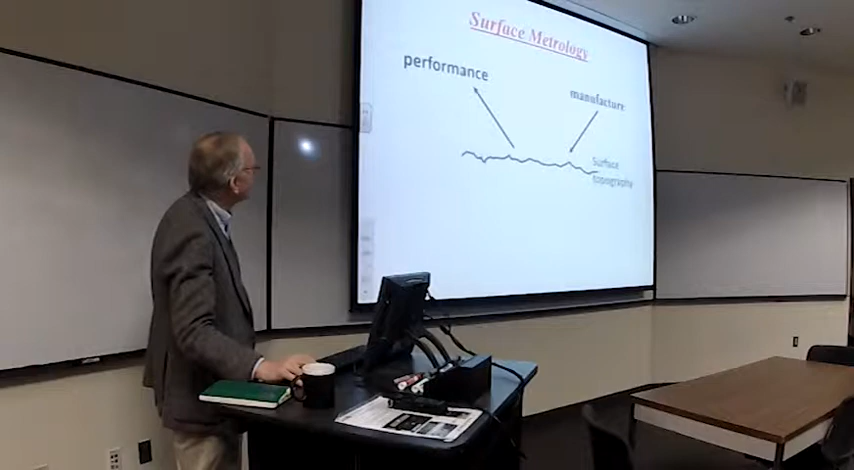 Surface Metrology
performance
manufacture
Surface
topography